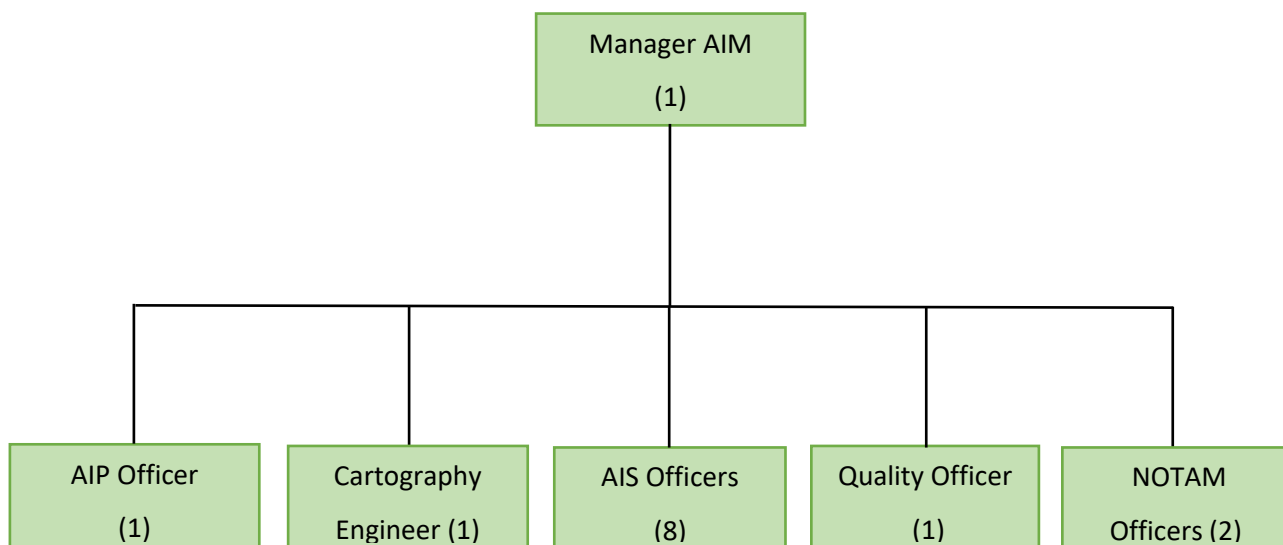 Manager AIM
(1)
AIP Officer
(1)
Cartography
Engineer (1)
AIS Officers
(8)
Quality Officer
(1)
NOTAM
Officers (2)